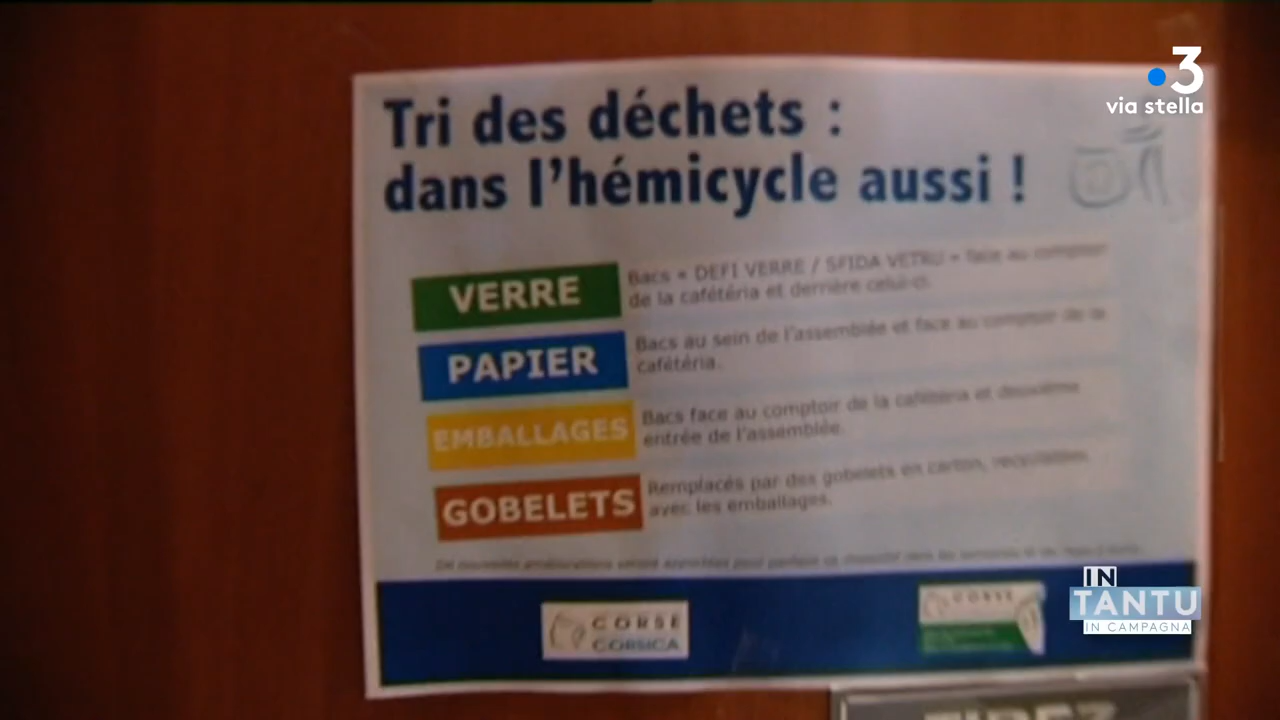 3
via stella
Tri des déchets :
dans l'hémicycle aussi !
VERRE
Bacs « DEFI VERRE / SFIDA VETRU » face au comptoir
de la cafétéria et derrière celui-ci.
PAPIER
Bacs au sein de l'assemblée et face au comptoir de la
cafétéria.
EMBALLAGES
Bacs face au comptoir de la cafétéria et deuxième
entrée de l'assemblée.
GOBELETS
Remplacés par des gobelets en carton, recyclables
avec les emballages.
CORSE
CORSICA
CORSE
IN
TANTU
IN CAMPAGNA
TIREZ